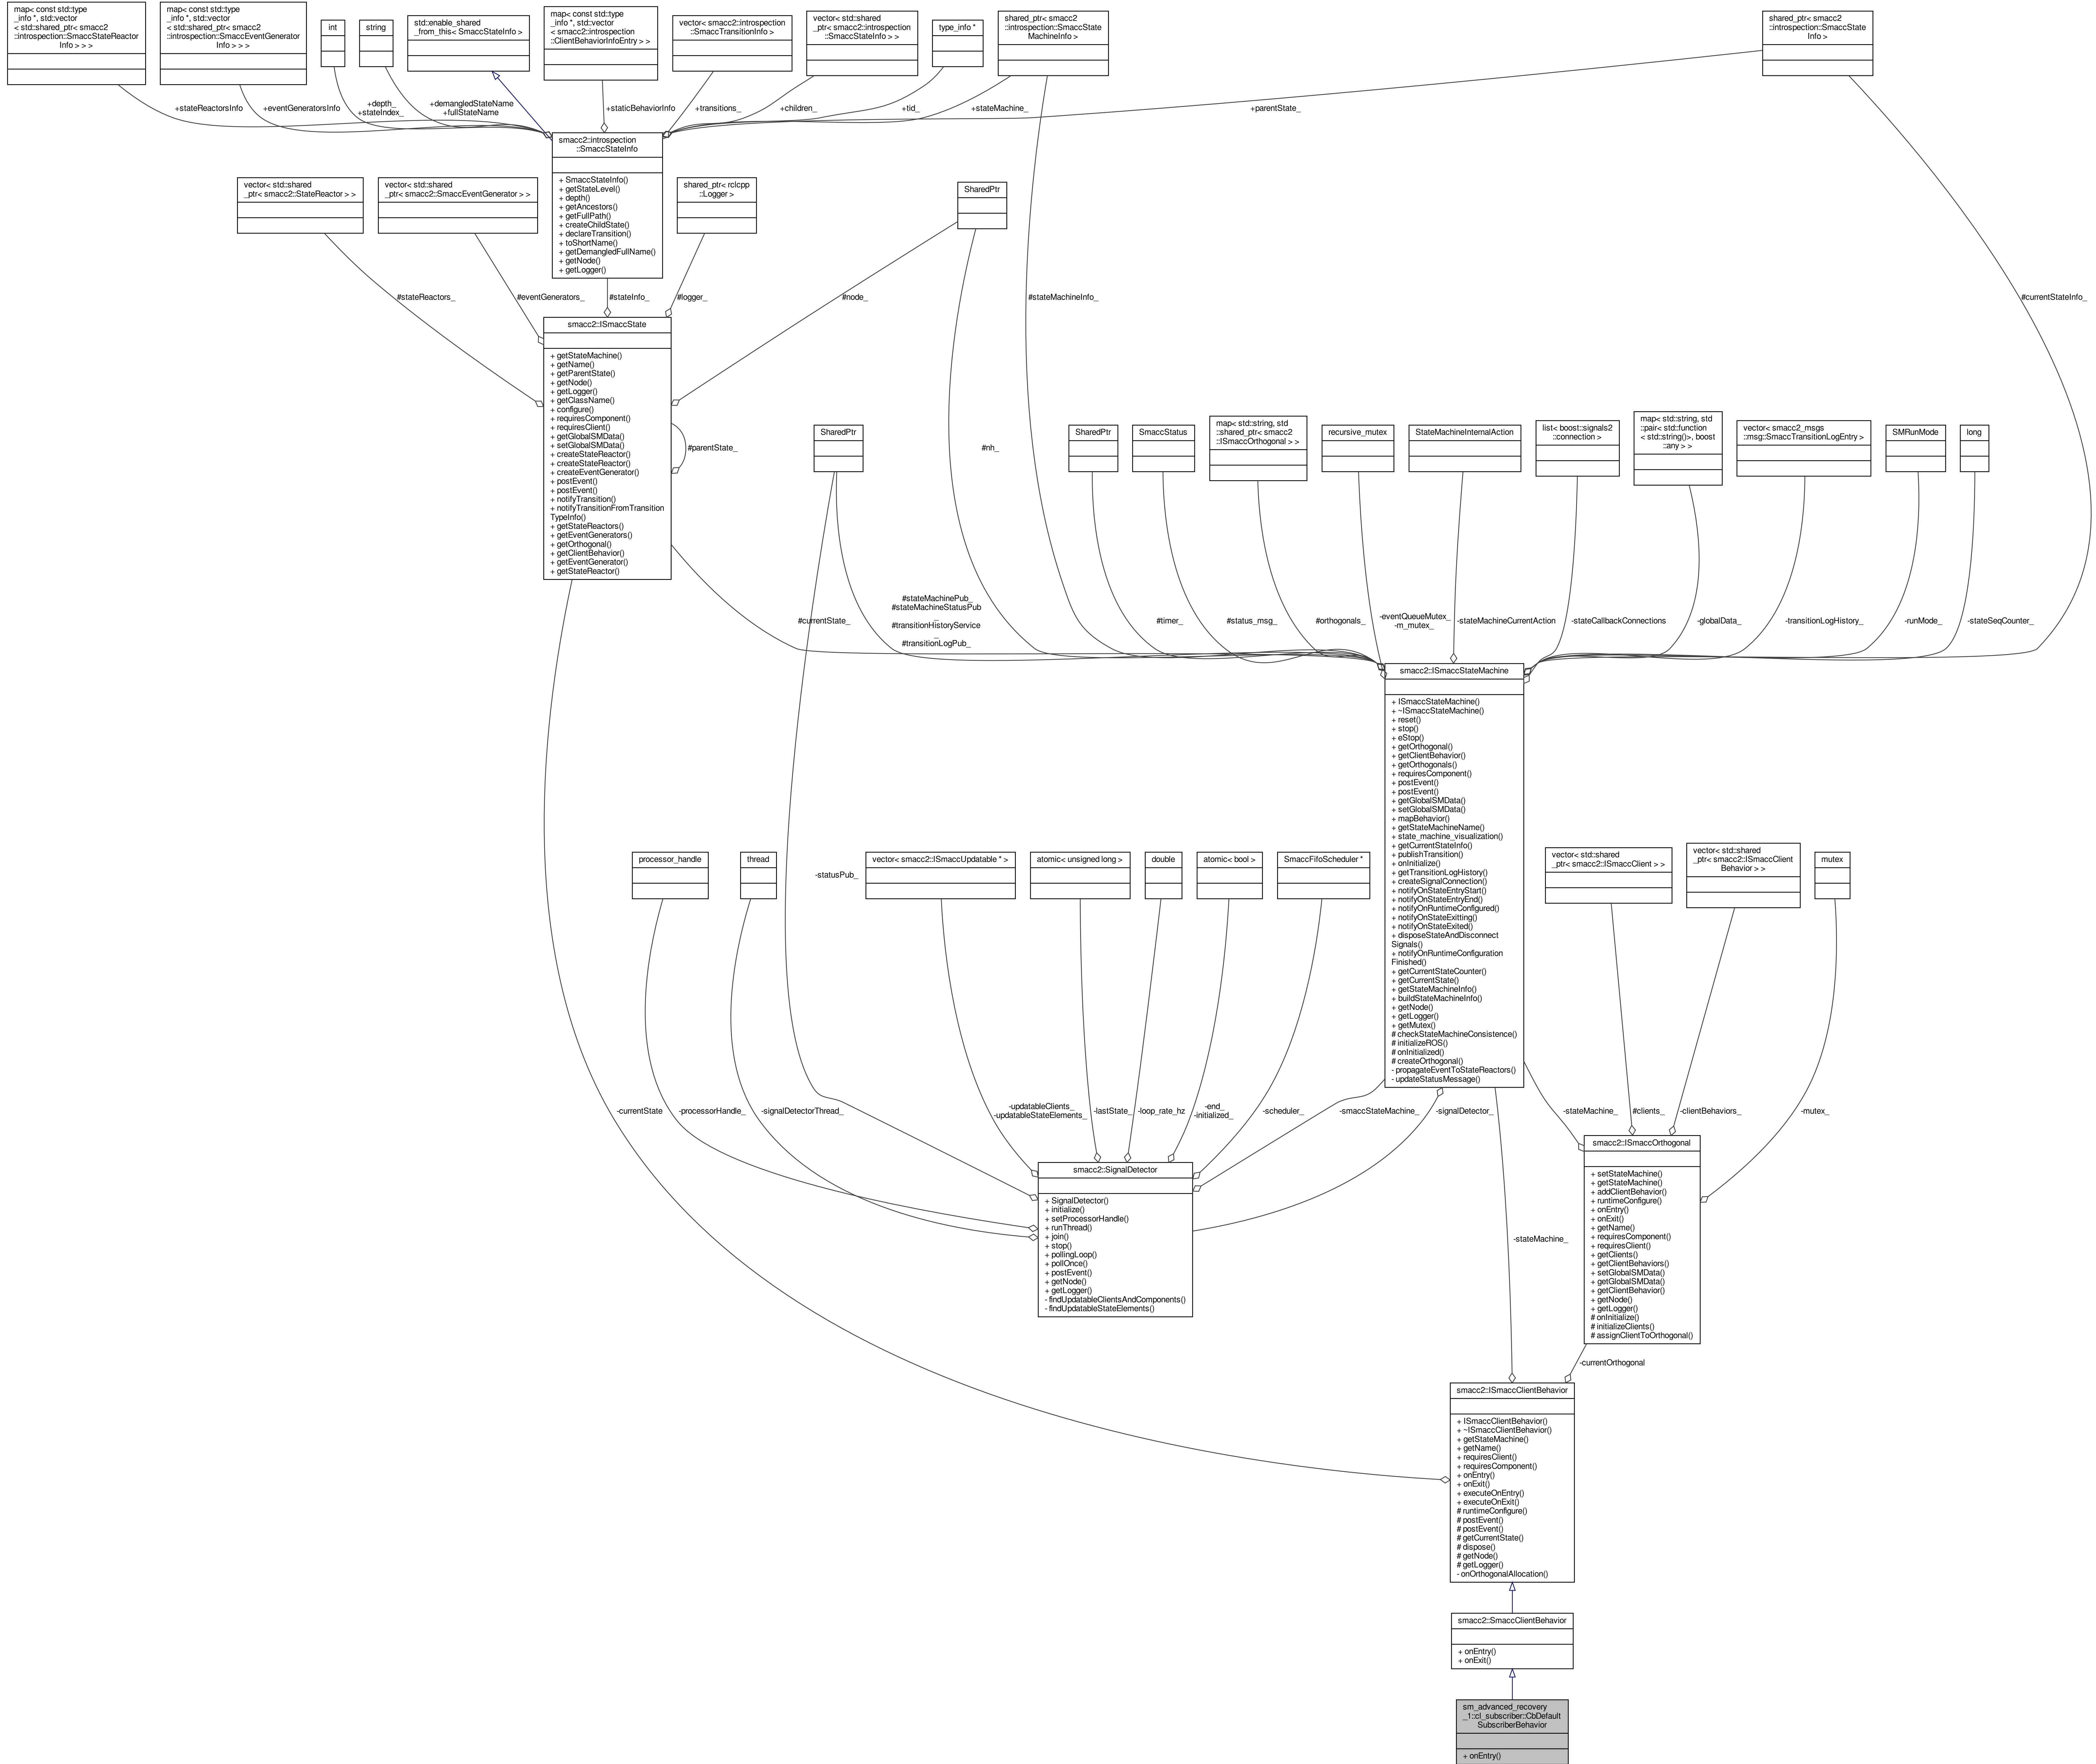 map< const std::type
_info *, std::vector
< std::shared_ptr< smacc2
::introspection::SmaccStateReactor
Info > > >
map< const std::type
_info *, std::vector
< std::shared_ptr< smacc2
::introspection::SmaccEventGenerator
Info > > >
int
string
std::enable_shared
_from_this< SmaccStateInfo >
map< const std::type
_info *, std::vector
< smacc2::introspection
::ClientBehaviorInfoEntry > >
vector< smacc2::introspection
::SmaccTransitionInfo >
vector< std::shared
_ptr< smacc2::introspection
::SmaccStateInfo > >
type_info *
shared_ptr< smacc2
::introspection::SmaccState
MachineInfo >
shared_ptr< smacc2
::introspection::SmaccState
Info >
+stateReactorsInfo
+eventGeneratorsInfo
+depth_
+stateIndex_
+demangledStateName
+fullStateName
+staticBehaviorInfo
+transitions_
+children_
+tid_
+stateMachine_
+parentState_
smacc2::introspection
::SmaccStateInfo
+ SmaccStateInfo()
+ getStateLevel()
+ depth()
+ getAncestors()
+ getFullPath()
+ createChildState()
+ declareTransition()
+ toShortName()
+ getDemangledFullName()
+ getNode()
+ getLogger()
vector< std::shared
_ptr< smacc2::StateReactor > >
vector< std::shared
_ptr< smacc2::SmaccEventGenerator > >
shared_ptr< rclcpp
::Logger >
SharedPtr
#stateReactors_
#eventGenerators_
#stateInfo_
#logger_
#node_
#stateMachineInfo_
#currentStateInfo_
smacc2::ISmaccState
+ getStateMachine()
+ getName()
+ getParentState()
+ getNode()
+ getLogger()
+ getClassName()
+ configure()
+ requiresComponent()
+ requiresClient()
+ getGlobalSMData()
+ setGlobalSMData()
+ createStateReactor()
+ createStateReactor()
+ createEventGenerator()
+ postEvent()
+ postEvent()
+ notifyTransition()
+ notifyTransitionFromTransition
TypeInfo()
+ getStateReactors()
+ getEventGenerators()
+ getOrthogonal()
+ getClientBehavior()
+ getEventGenerator()
+ getStateReactor()
#parentState_
SharedPtr
#nh_
SharedPtr
SmaccStatus
map< std::string, std
::shared_ptr< smacc2
::ISmaccOrthogonal > >
recursive_mutex
StateMachineInternalAction
list< boost::signals2
::connection >
map< std::string, std
::pair< std::function
< std::string()>, boost
::any > >
vector< smacc2_msgs
::msg::SmaccTransitionLogEntry >
SMRunMode
long
#currentState_
#stateMachinePub_
#stateMachineStatusPub
_
#transitionHistoryService
_
#transitionLogPub_
#timer_
#status_msg_
#orthogonals_
-eventQueueMutex_
-m_mutex_
-stateMachineCurrentAction
-stateCallbackConnections
-globalData_
-transitionLogHistory_
-runMode_
-stateSeqCounter_
smacc2::ISmaccStateMachine
+ ISmaccStateMachine()
+ ~ISmaccStateMachine()
+ reset()
+ stop()
+ eStop()
+ getOrthogonal()
+ getClientBehavior()
+ getOrthogonals()
+ requiresComponent()
+ postEvent()
+ postEvent()
+ getGlobalSMData()
+ setGlobalSMData()
+ mapBehavior()
+ getStateMachineName()
+ state_machine_visualization()
+ getCurrentStateInfo()
+ publishTransition()
+ onInitialize()
+ getTransitionLogHistory()
+ createSignalConnection()
+ notifyOnStateEntryStart()
+ notifyOnStateEntryEnd()
+ notifyOnRuntimeConfigured()
+ notifyOnStateExitting()
+ notifyOnStateExited()
+ disposeStateAndDisconnect
Signals()
+ notifyOnRuntimeConfiguration
Finished()
+ getCurrentStateCounter()
+ getCurrentState()
+ getStateMachineInfo()
+ buildStateMachineInfo()
+ getNode()
+ getLogger()
+ getMutex()
# checkStateMachineConsistence()
# initializeROS()
# onInitialized()
# createOrthogonal()
- propagateEventToStateReactors()
- updateStatusMessage()
processor_handle
thread
-statusPub_
vector< smacc2::ISmaccUpdatable * >
atomic< unsigned long >
double
atomic< bool >
SmaccFifoScheduler *
vector< std::shared
_ptr< smacc2::ISmaccClient > >
vector< std::shared
_ptr< smacc2::ISmaccClient
Behavior > >
mutex
-currentState
-processorHandle_
-signalDetectorThread_
-updatableClients_
-updatableStateElements_
-lastState_
-loop_rate_hz
-end_
-initialized_
-scheduler_
-smaccStateMachine_
-signalDetector_
-stateMachine_
#clients_
-clientBehaviors_
-mutex_
smacc2::SignalDetector
+ SignalDetector()
+ initialize()
+ setProcessorHandle()
+ runThread()
+ join()
+ stop()
+ pollingLoop()
+ pollOnce()
+ postEvent()
+ getNode()
+ getLogger()
- findUpdatableClientsAndComponents()
- findUpdatableStateElements()
-stateMachine_
smacc2::ISmaccOrthogonal
+ setStateMachine()
+ getStateMachine()
+ addClientBehavior()
+ runtimeConfigure()
+ onEntry()
+ onExit()
+ getName()
+ requiresComponent()
+ requiresClient()
+ getClients()
+ getClientBehaviors()
+ setGlobalSMData()
+ getGlobalSMData()
+ getClientBehavior()
+ getNode()
+ getLogger()
# onInitialize()
# initializeClients()
# assignClientToOrthogonal()
-currentOrthogonal
smacc2::ISmaccClientBehavior
+ ISmaccClientBehavior()
+ ~ISmaccClientBehavior()
+ getStateMachine()
+ getName()
+ requiresClient()
+ requiresComponent()
+ onEntry()
+ onExit()
+ executeOnEntry()
+ executeOnExit()
# runtimeConfigure()
# postEvent()
# postEvent()
# getCurrentState()
# dispose()
# getNode()
# getLogger()
- onOrthogonalAllocation()
smacc2::SmaccClientBehavior
+ onEntry()
+ onExit()
sm_advanced_recovery
_1::cl_subscriber::CbDefault
SubscriberBehavior
+ onEntry()